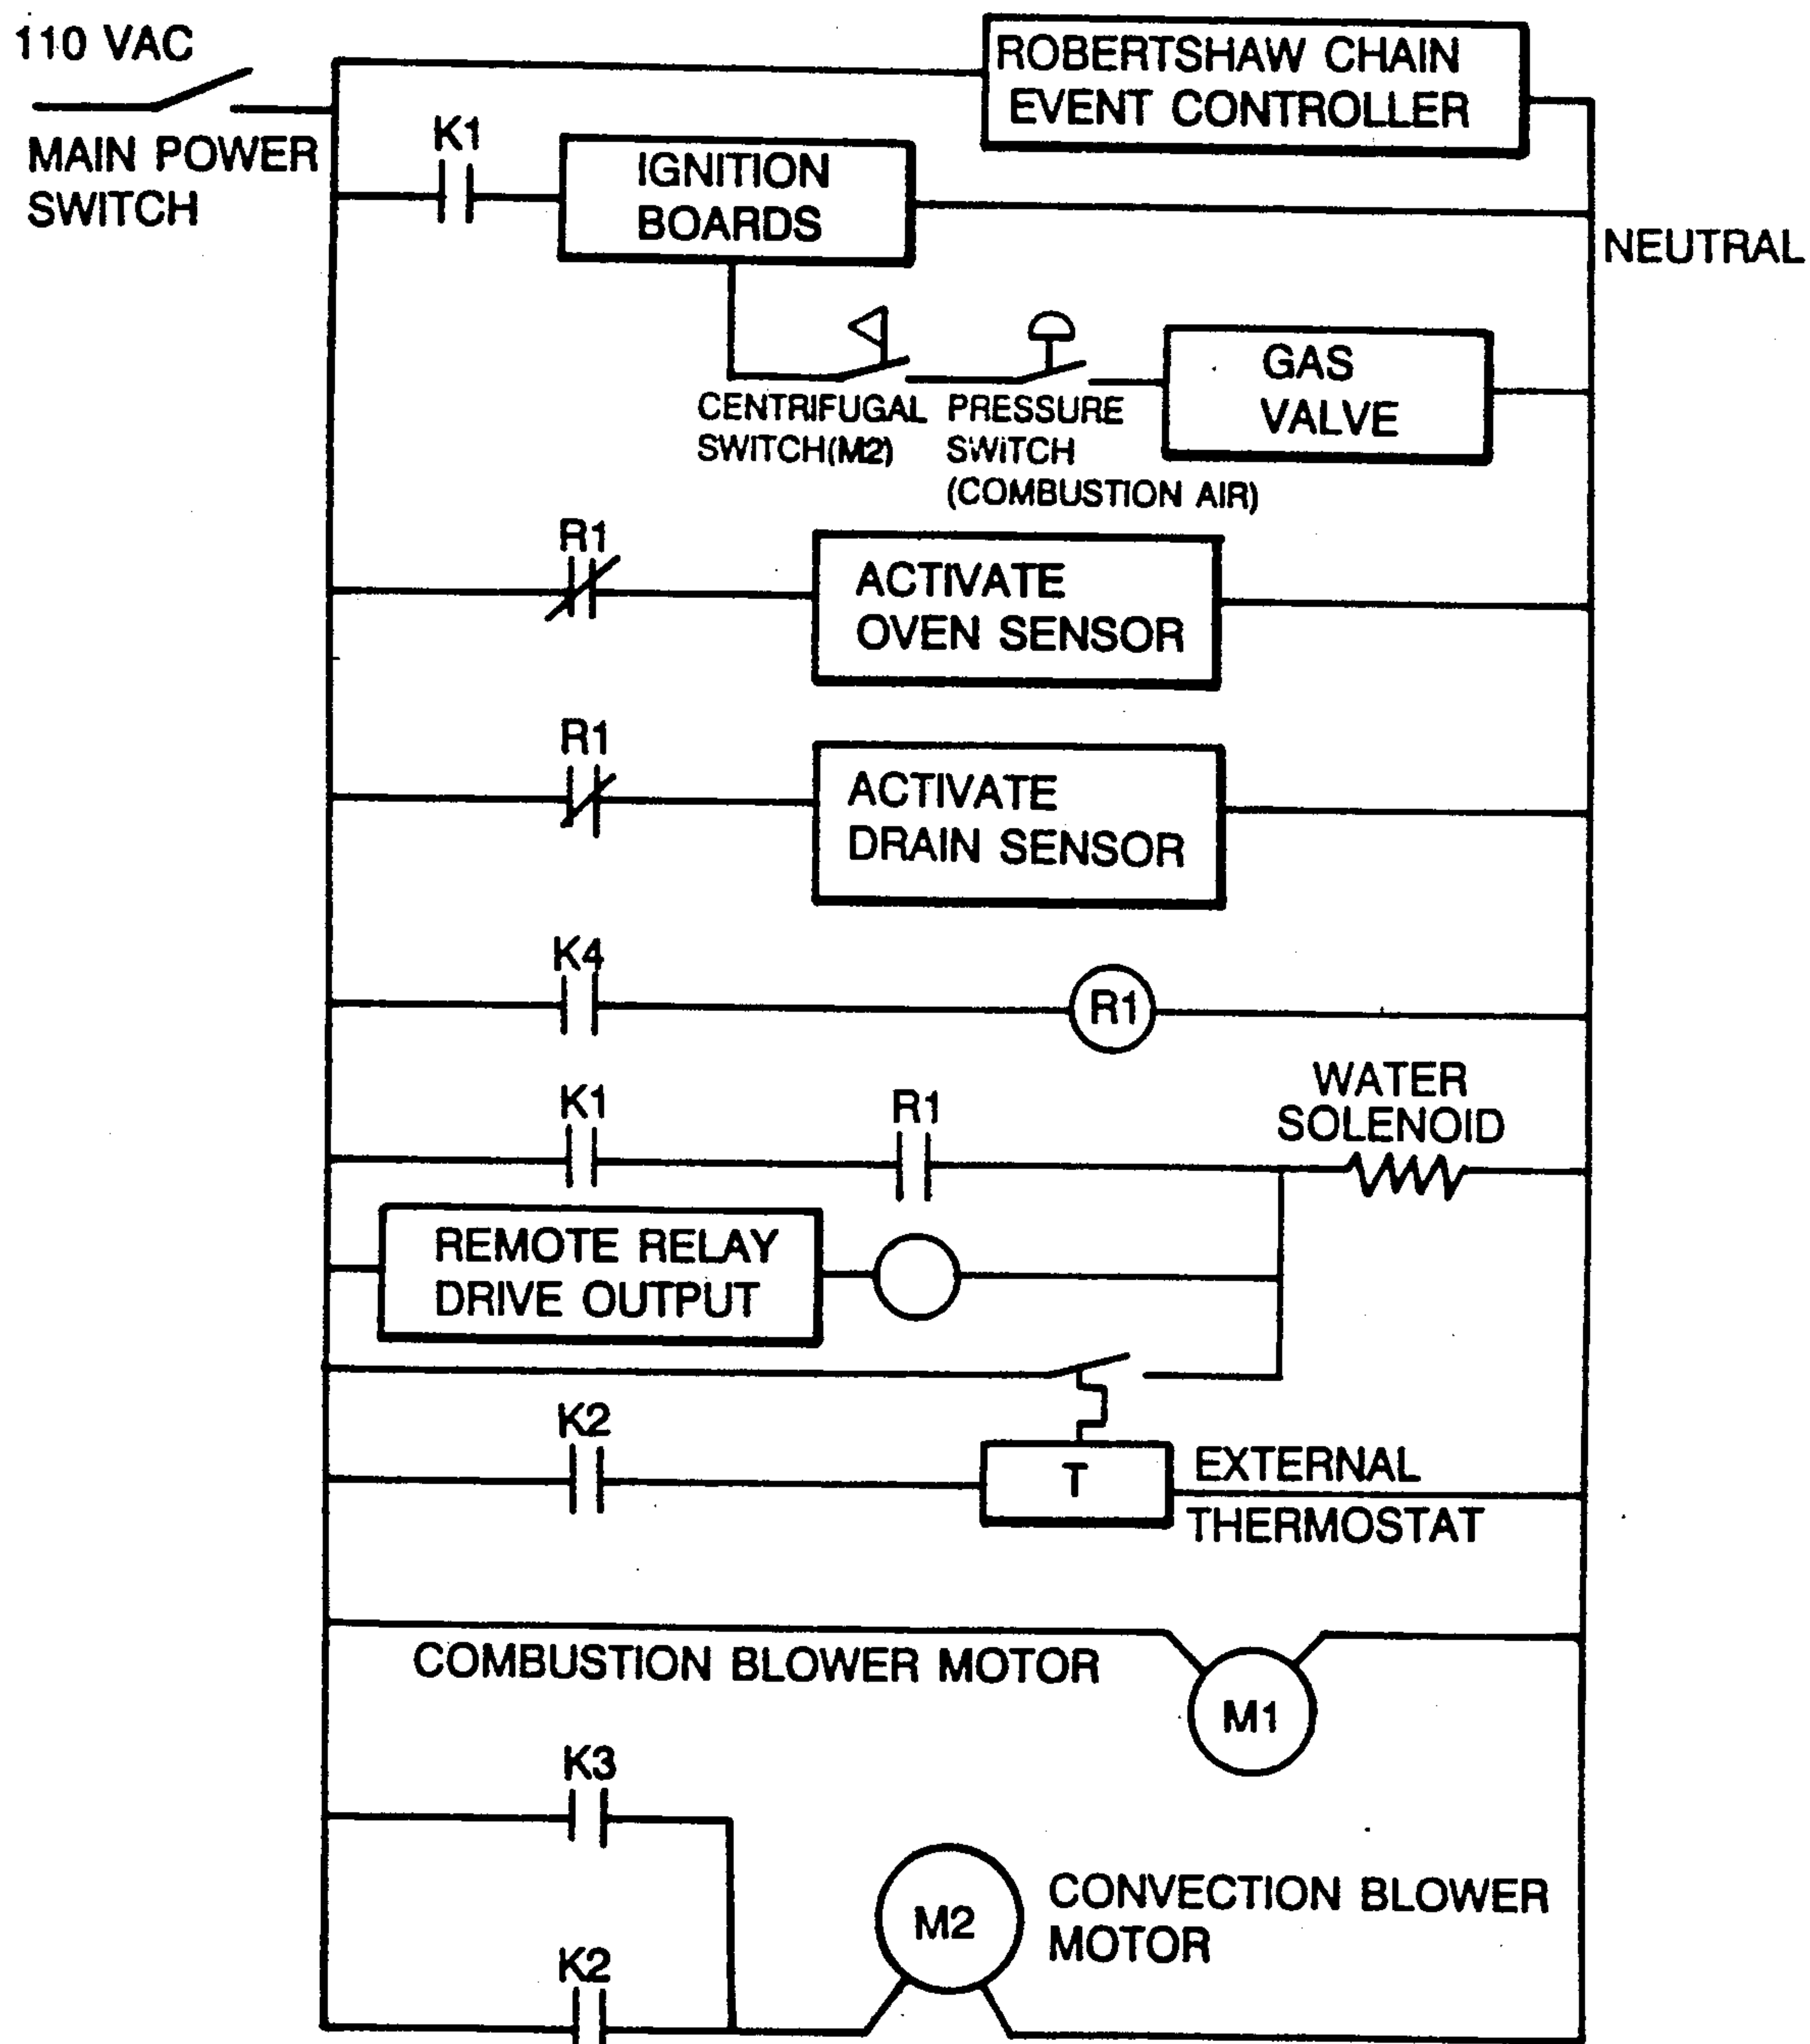 110 VAC
MAIN POWER
SWITCH
ROBERTSHAW CHAIN
EVENT CONTROLLER
K1
IGNITION
BOARDS
NEUTRAL
CENTRIFUGAL
SWITCH(M2)
PRESSURE
SWITCH
(COMBUSTION AIR)
GAS
VALVE
R1
ACTIVATE
OVEN SENSOR
R1
ACTIVATE
DRAIN SENSOR
K4
R1
K1
R1
WATER
SOLENOID
REMOTE RELAY
DRIVE OUTPUT
K2
T
EXTERNAL
THERMOSTAT
COMBUSTION BLOWER MOTOR
M1
K3
M2
CONVECTION BLOWER
MOTOR
K2